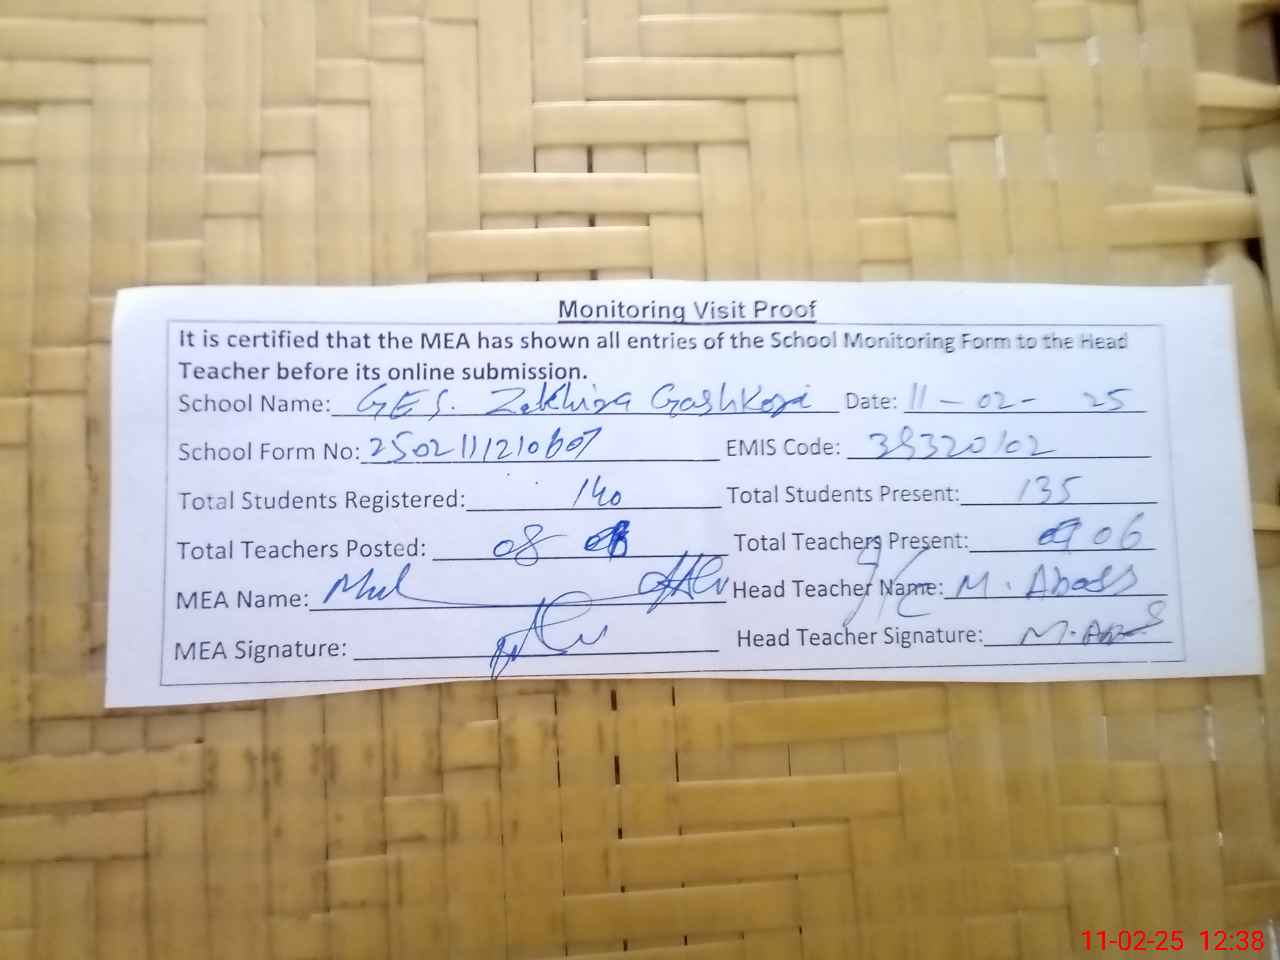 Monitoring Visit Proof
It is certified that the MEA has shown all entries of the School Monitoring Form to the Head
Teacher before its online submission.
School Name: GES. Zakhira Gashkori Date: 11-02-25
School Form No: 2502111210607 EMIS Code: 38320102
Total Students Registered: 140 Total Students Present: 135
Total Teachers Posted: 08 Total Teachers Present: 06
MEA Name: Head Teacher Name: M. Abass
MEA Signature: Head Teacher Signature: M.
11-02-25 12:38